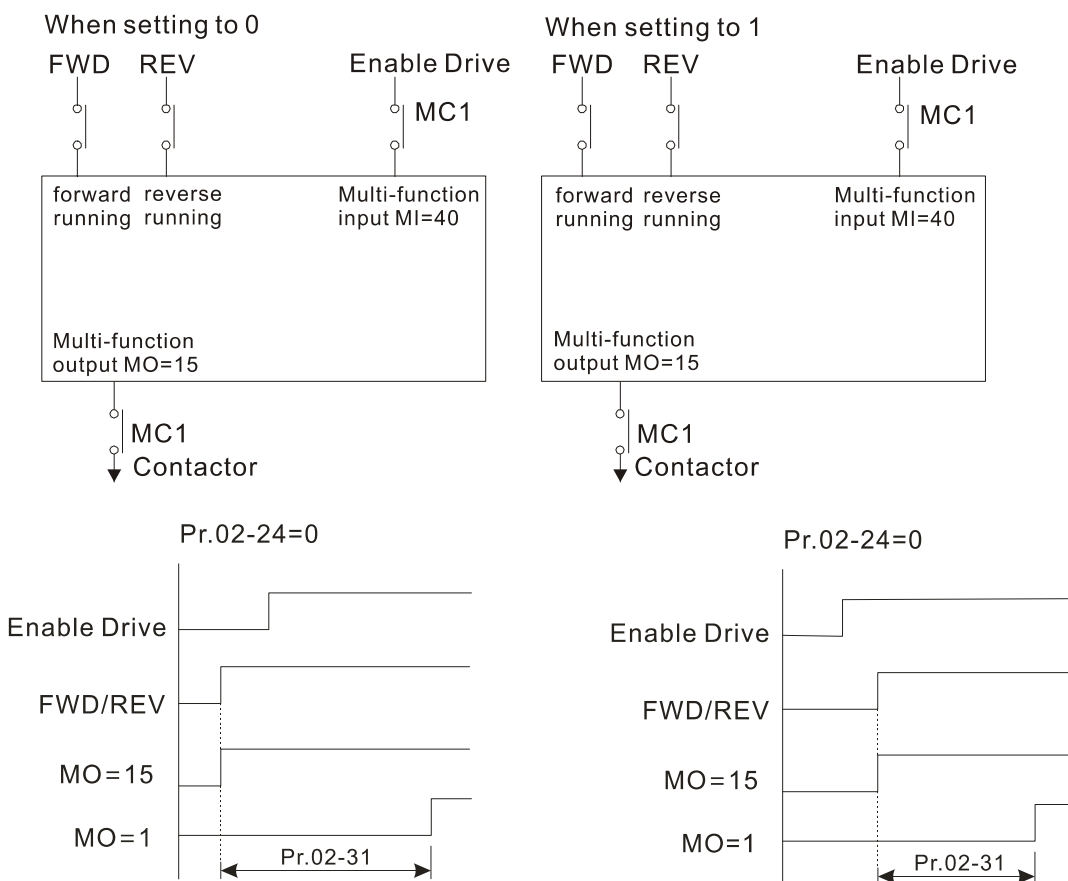 When setting to 0
FWD REV Enable Drive
MC1
forward reverse Multi-function
running running input MI=40
Multi-function
output MO=15
MC1
Contactor
When setting to 1
FWD REV Enable Drive
MC1
forward reverse Multi-function
running running input MI=40
Multi-function
output MO=15
MC1
Contactor
Pr.02-24=0
Enable Drive
FWD/REV
MO=15
MO=1
Pr.02-31
Pr.02-24=0
Enable Drive
FWD/REV
MO=15
MO=1
Pr.02-31